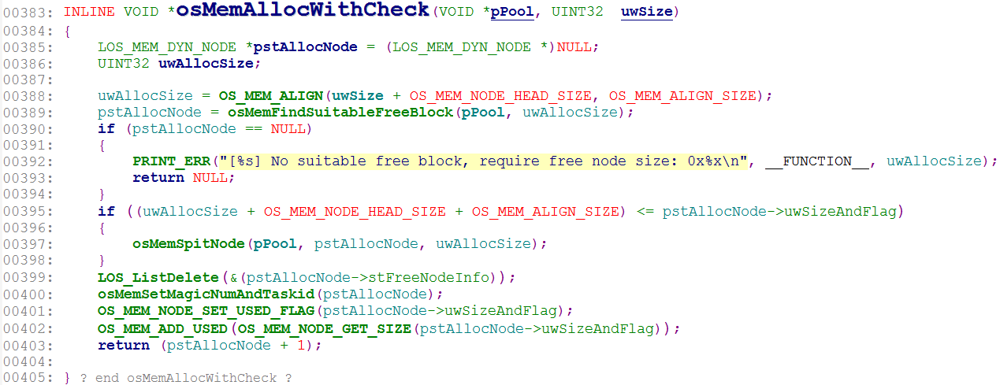 00383: INLINE VOID *osMemAllocWithCheck(VOID *pPool, UINT32  uwSize)
00384: {
00385:     LOS_MEM_DYN_NODE *pstAllocNode = (LOS_MEM_DYN_NODE *)NULL;
00386:     UINT32 uwAllocSize;
00387:
00388:     uwAllocSize = OS_MEM_ALIGN(uwSize + OS_MEM_NODE_HEAD_SIZE, OS_MEM_ALIGN_SIZE);
00389:     pstAllocNode = osMemFindSuitableFreeBlock(pPool, uwAllocSize);
00390:     if (pstAllocNode == NULL)
00391:     {
00392:         PRINT_ERR("[%s] No suitable free block, require free node size: 0x%x\n", __FUNCTION__, uwAllocSize);
00393:         return NULL;
00394:     }
00395:     if ((uwAllocSize + OS_MEM_NODE_HEAD_SIZE + OS_MEM_ALIGN_SIZE) <= pstAllocNode->uwSizeAndFlag)
00396:     {
00397:         osMemSpitNode(pPool, pstAllocNode, uwAllocSize);
00398:     }
00399:     LOS_ListDelete(&(pstAllocNode->stFreeNodeInfo));
00400:     osMemSetMagicNumAndTaskid(pstAllocNode);
00401:     OS_MEM_NODE_SET_USED_FLAG(pstAllocNode->uwSizeAndFlag);
00402:     OS_MEM_ADD_USED(OS_MEM_NODE_GET_SIZE(pstAllocNode->uwSizeAndFlag));
00403:     return (pstAllocNode + 1);
00404:
00405: } ? end osMemAllocWithCheck ?